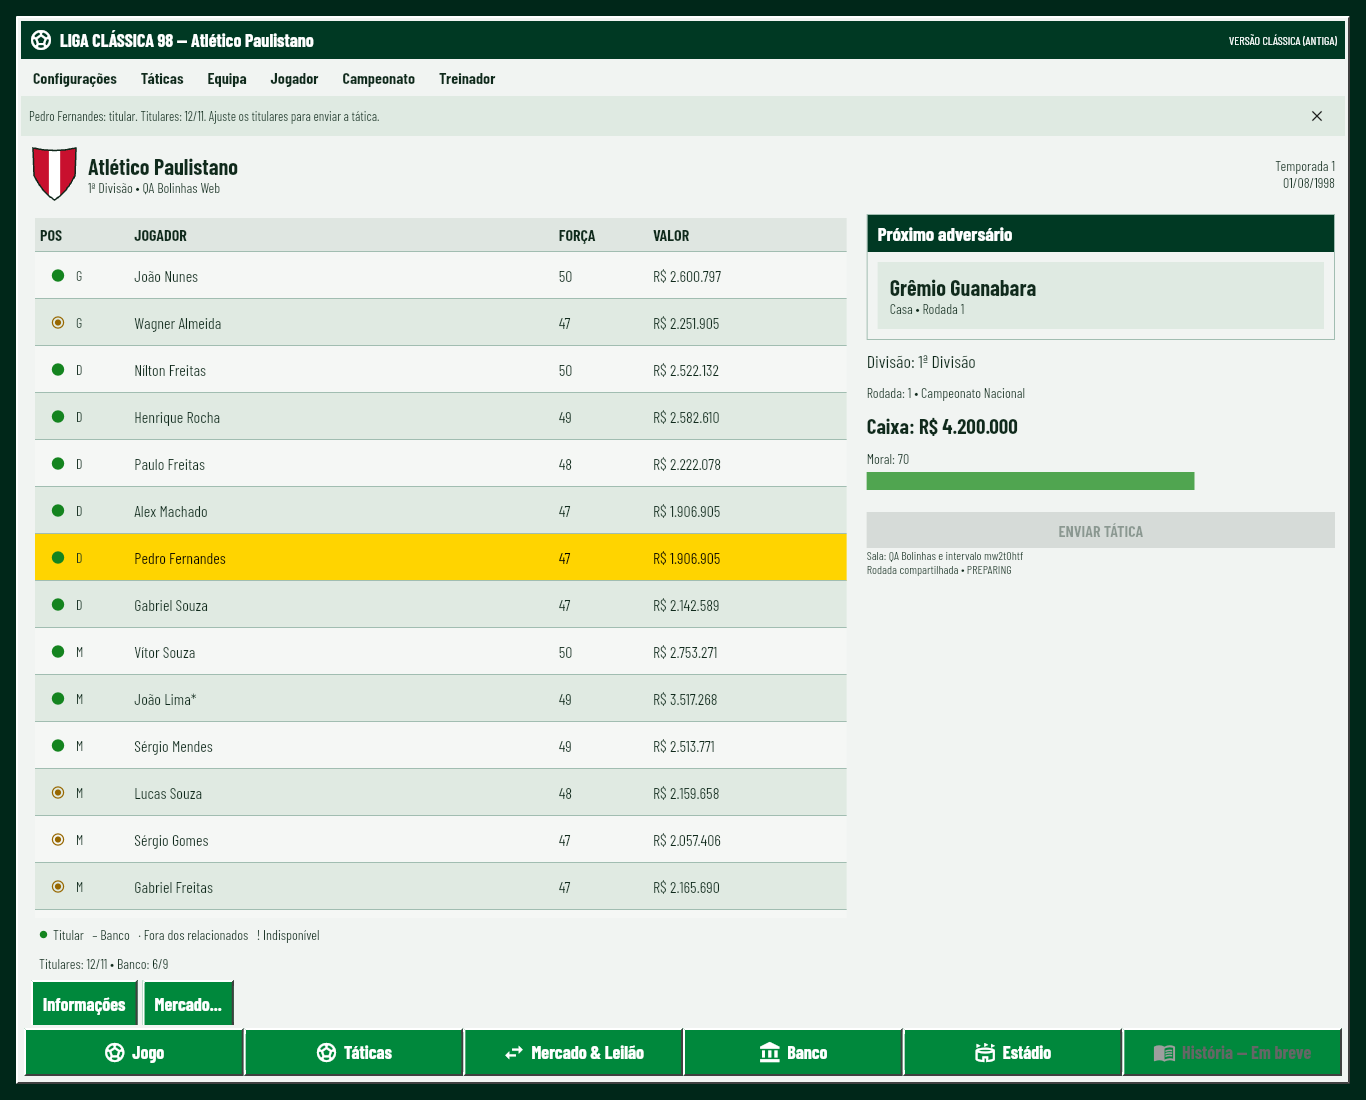 LIGA CLÁSSICA 98 — Atlético Paulistano
VERSÃO CLÁSSICA (ANTIGA)
Configurações Táticas Equipa Jogador Campeonato Treinador
Pedro Fernandes: titular. Titulares: 12/11. Ajuste os titulares para enviar a tática.
Atlético Paulistano
1ª Divisão • QA Bolinhas Web
Temporada 1
01/08/1998
POS JOGADOR FORÇA VALOR
G João Nunes 50 R$ 2.600.797
G Wagner Almeida 47 R$ 2.251.905
D Nílton Freitas 50 R$ 2.522.132
D Henrique Rocha 49 R$ 2.582.610
D Paulo Freitas 48 R$ 2.222.078
D Alex Machado 47 R$ 1.906.905
D Pedro Fernandes 47 R$ 1.906.905
D Gabriel Souza 47 R$ 2.142.589
M Vítor Souza 50 R$ 2.753.271
M João Lima* 49 R$ 3.517.268
M Sérgio Mendes 49 R$ 2.513.771
M Lucas Souza 48 R$ 2.159.658
M Sérgio Gomes 47 R$ 2.057.406
M Gabriel Freitas 47 R$ 2.165.690
Titular – Banco · Fora dos relacionados ! Indisponível
Titulares: 12/11 • Banco: 6/9
Próximo adversário
Grêmio Guanabara
Casa • Rodada 1
Divisão: 1ª Divisão
Rodada: 1 • Campeonato Nacional
Caixa: R$ 4.200.000
Moral: 70
ENVIAR TÁTICA
Sala: QA Bolinhas e intervalo mw2t0htf
Rodada compartilhada • PREPARING
Informações Mercado...
Jogo Táticas Mercado & Leilão Banco Estádio História — Em breve